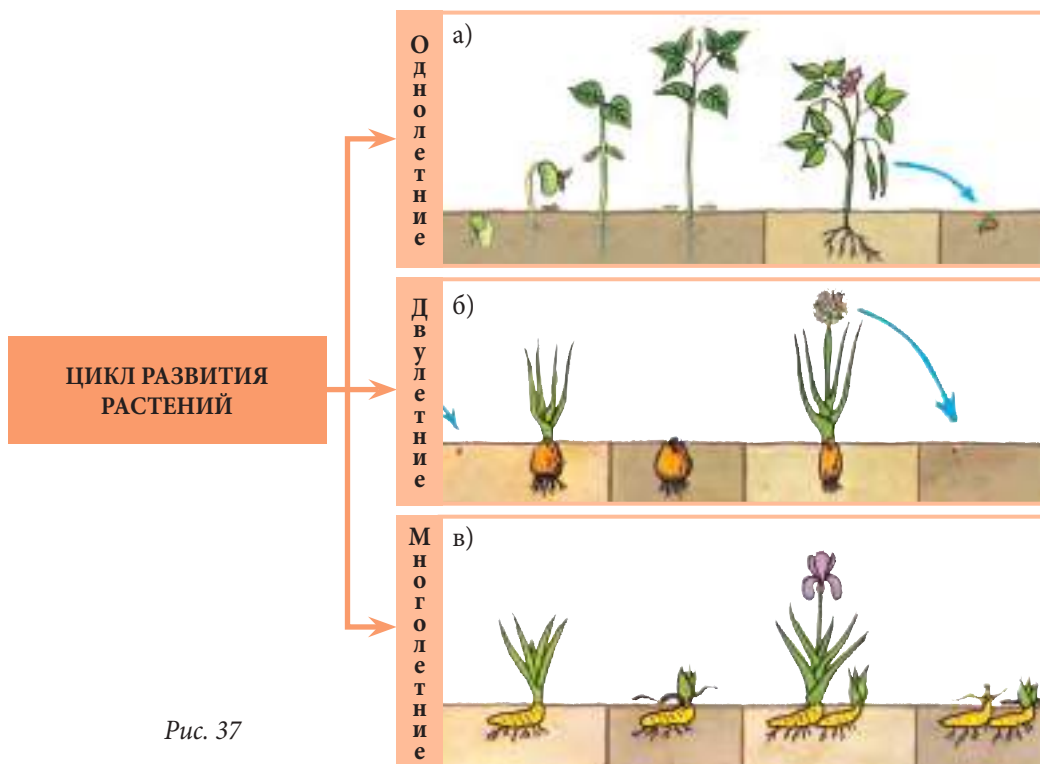 ЦИКЛ РАЗВИТИЯ
РАСТЕНИЙ
Однолетние
а)
Двулетние
б)
Многолетние
в)
Рис. 37